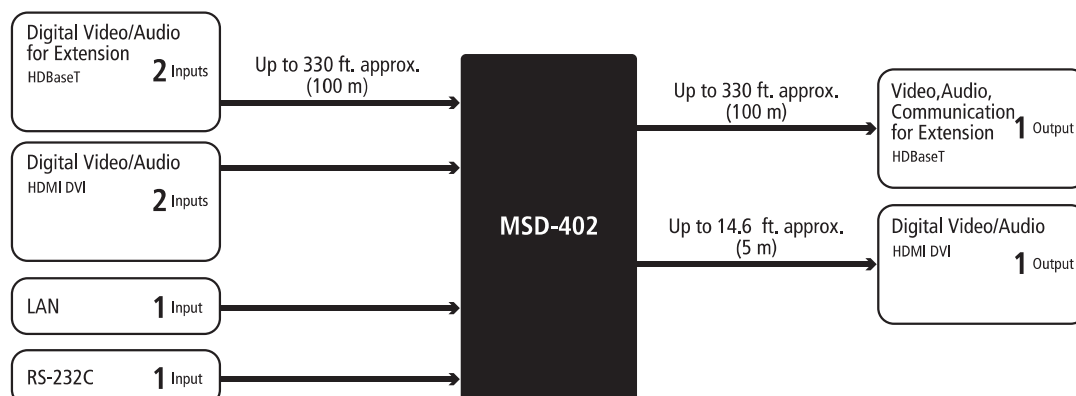 Digital Video/Audio
for Extension
HDBaseT
2 Inputs
Up to 330 ft. approx.
(100 m)
Digital Video/Audio
HDMI DVI
2 Inputs
LAN
1 Input
RS-232C
1 Input
MSD-402
Up to 330 ft. approx.
(100 m)
Video,Audio,
Communication
for Extension
HDBaseT
1 Output
Up to 14.6 ft. approx.
(5 m)
Digital Video/Audio
HDMI DVI
1 Output